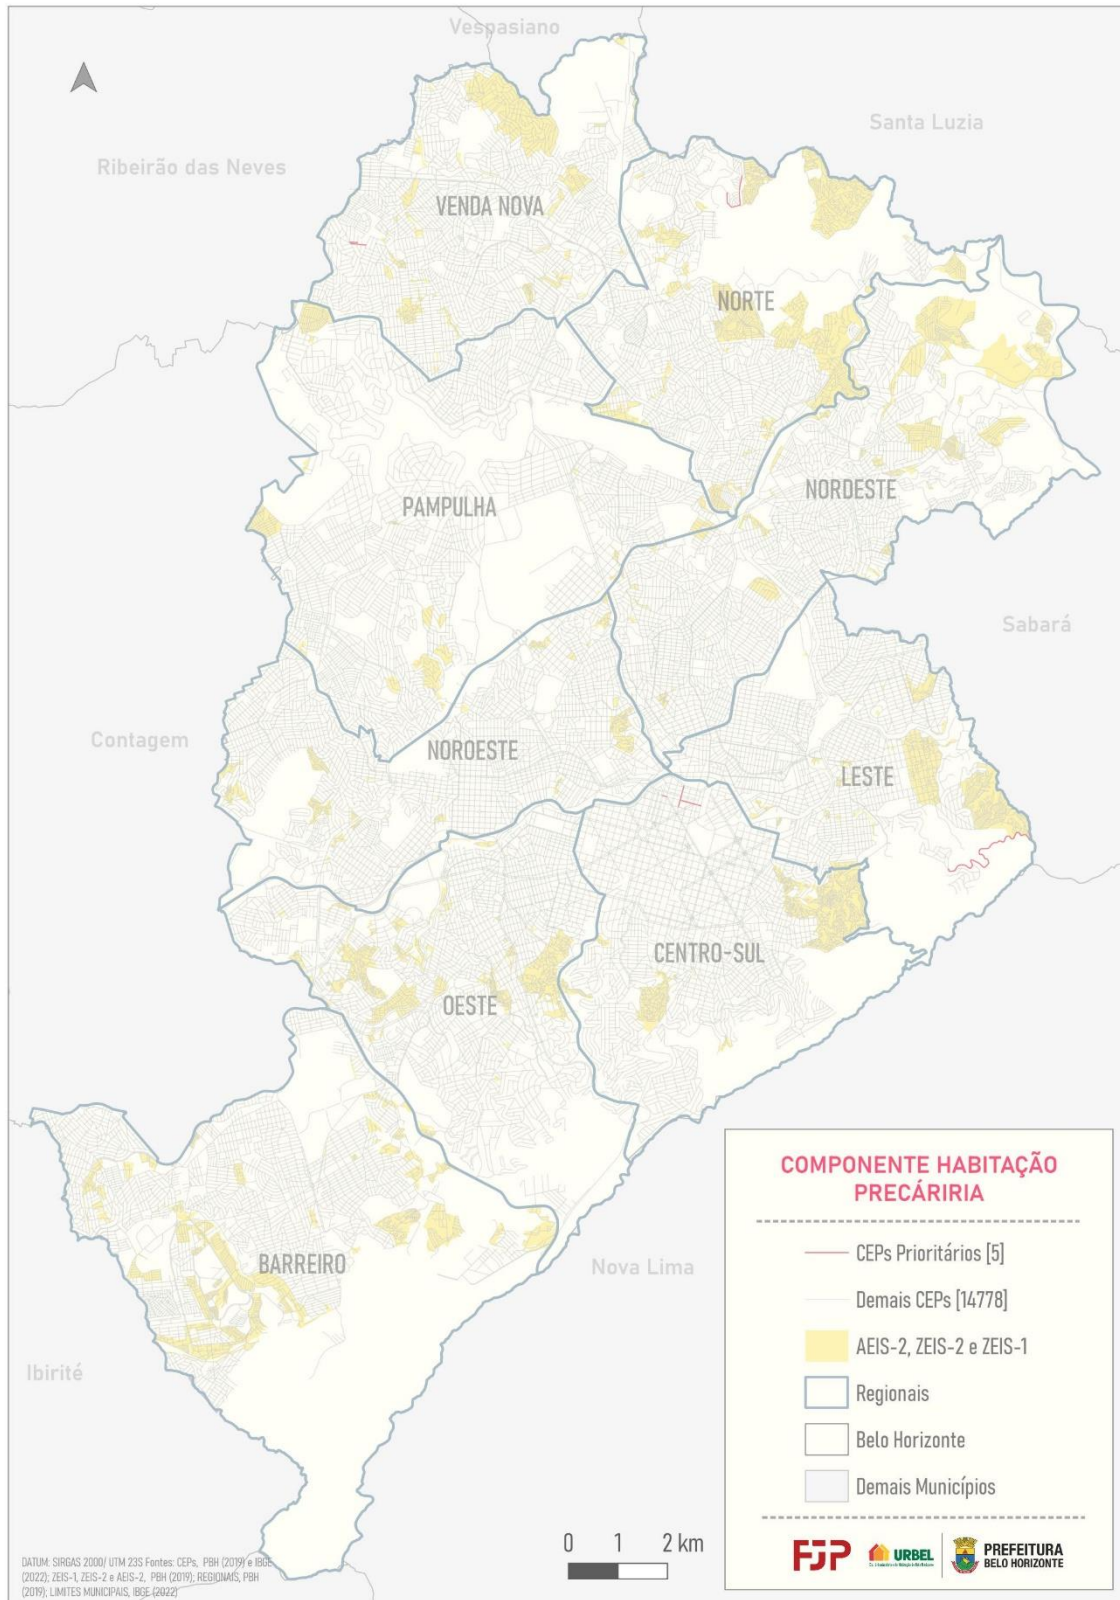 Vespasiano
Santa Luzia
Ribeirão das Neves
VENDA NOVA
NORTE
PAMPULHA
NORDESTE
Sabará
Contagem
NOROESTE
LESTE
CENTRO-SUL
OESTE
BARREIRO
Nova Lima
Ibirité
COMPONENTE HABITAÇÃO
PRECÁRIRIA
CEPs Prioritários [5]
Demais CEPs [14778]
AEIS-2, ZEIS-2 e ZEIS-1
Regionais
Belo Horizonte
Demais Municípios
FJP
URBEL
PREFEITURA
BELO HORIZONTE
0 1 2 km
DATUM: SIRGAS 2000/ UTM 23S Fontes: CEPs, PBH (2019) e IBGE
(2022); ZEIS-1, ZEIS-2 e AEIS-2, PBH (2019); REGIONAIS, PBH
(2019); LIMITES MUNICIPAIS, IBGE (2022)